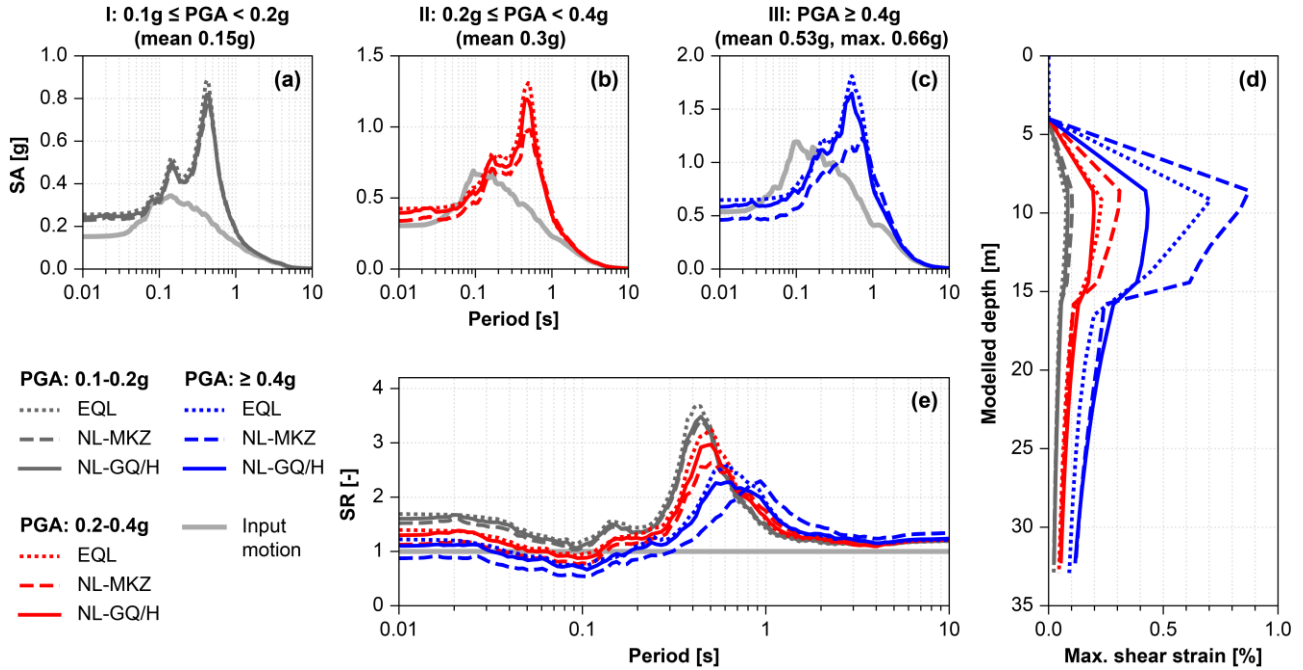 I: 0.1g ≤ PGA < 0.2g
(mean 0.15g)
II: 0.2g ≤ PGA < 0.4g
(mean 0.3g)
III: PGA ≥ 0.4g
(mean 0.53g, max. 0.66g)
SA [g]
1.0
0.8
0.6
0.4
0.2
0.0
0.01
0.1
1
10
(a)
1.5
1.0
0.5
0.0
0.01
0.1
1
10
(b)
Period [s]
2.0
1.5
1.0
0.5
0.0
0.01
0.1
1
10
(c)
PGA: 0.1-0.2g
EQL
NL-MKZ
NL-GQ/H
PGA: ≥ 0.4g
EQL
NL-MKZ
NL-GQ/H
PGA: 0.2-0.4g
EQL
NL-MKZ
NL-GQ/H
Input
motion
SR [-]
4
3
2
1
0
0.01
0.1
1
10
(e)
Period [s]
Modelled depth [m]
0
5
10
15
20
25
30
35
(d)
0.0
0.5
1.0
Max. shear strain [%]